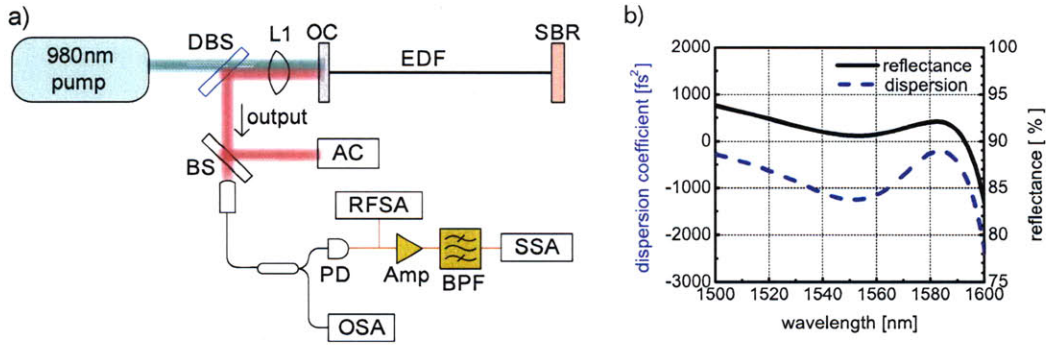 a)
980nm
pump
DBS
L1
OC
EDF
SBR
output
BS
AC
RFSA
PD
Amp
BPF
SSA
OSA
b)
dispersion coefficient [fs²]
2000
1000
0
-1000
-2000
-3000
reflectance
dispersion
100
95
90
85
80
75
reflectance [ % ]
1500 1520 1540 1560 1580 1600
wavelength [nm]